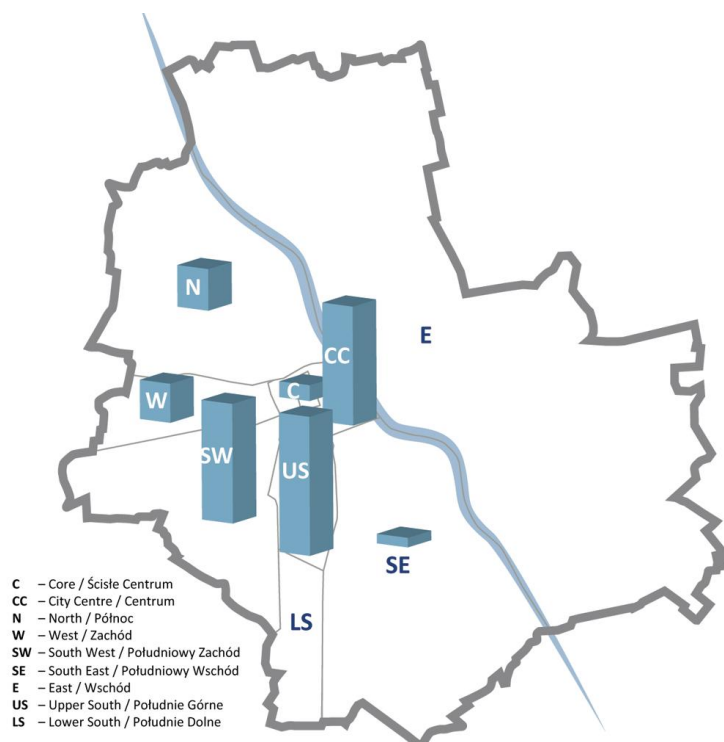 N
E
CC
C
W
SW
US
SE
LS
C – Core / Ścisłe Centrum
CC – City Centre / Centrum
N – North / Północ
W – West / Zachód
SW – South West / Południowy Zachód
SE – South East / Południowy Wschód
E – East / Wschód
US – Upper South / Południe Górne
LS – Lower South / Południe Dolne